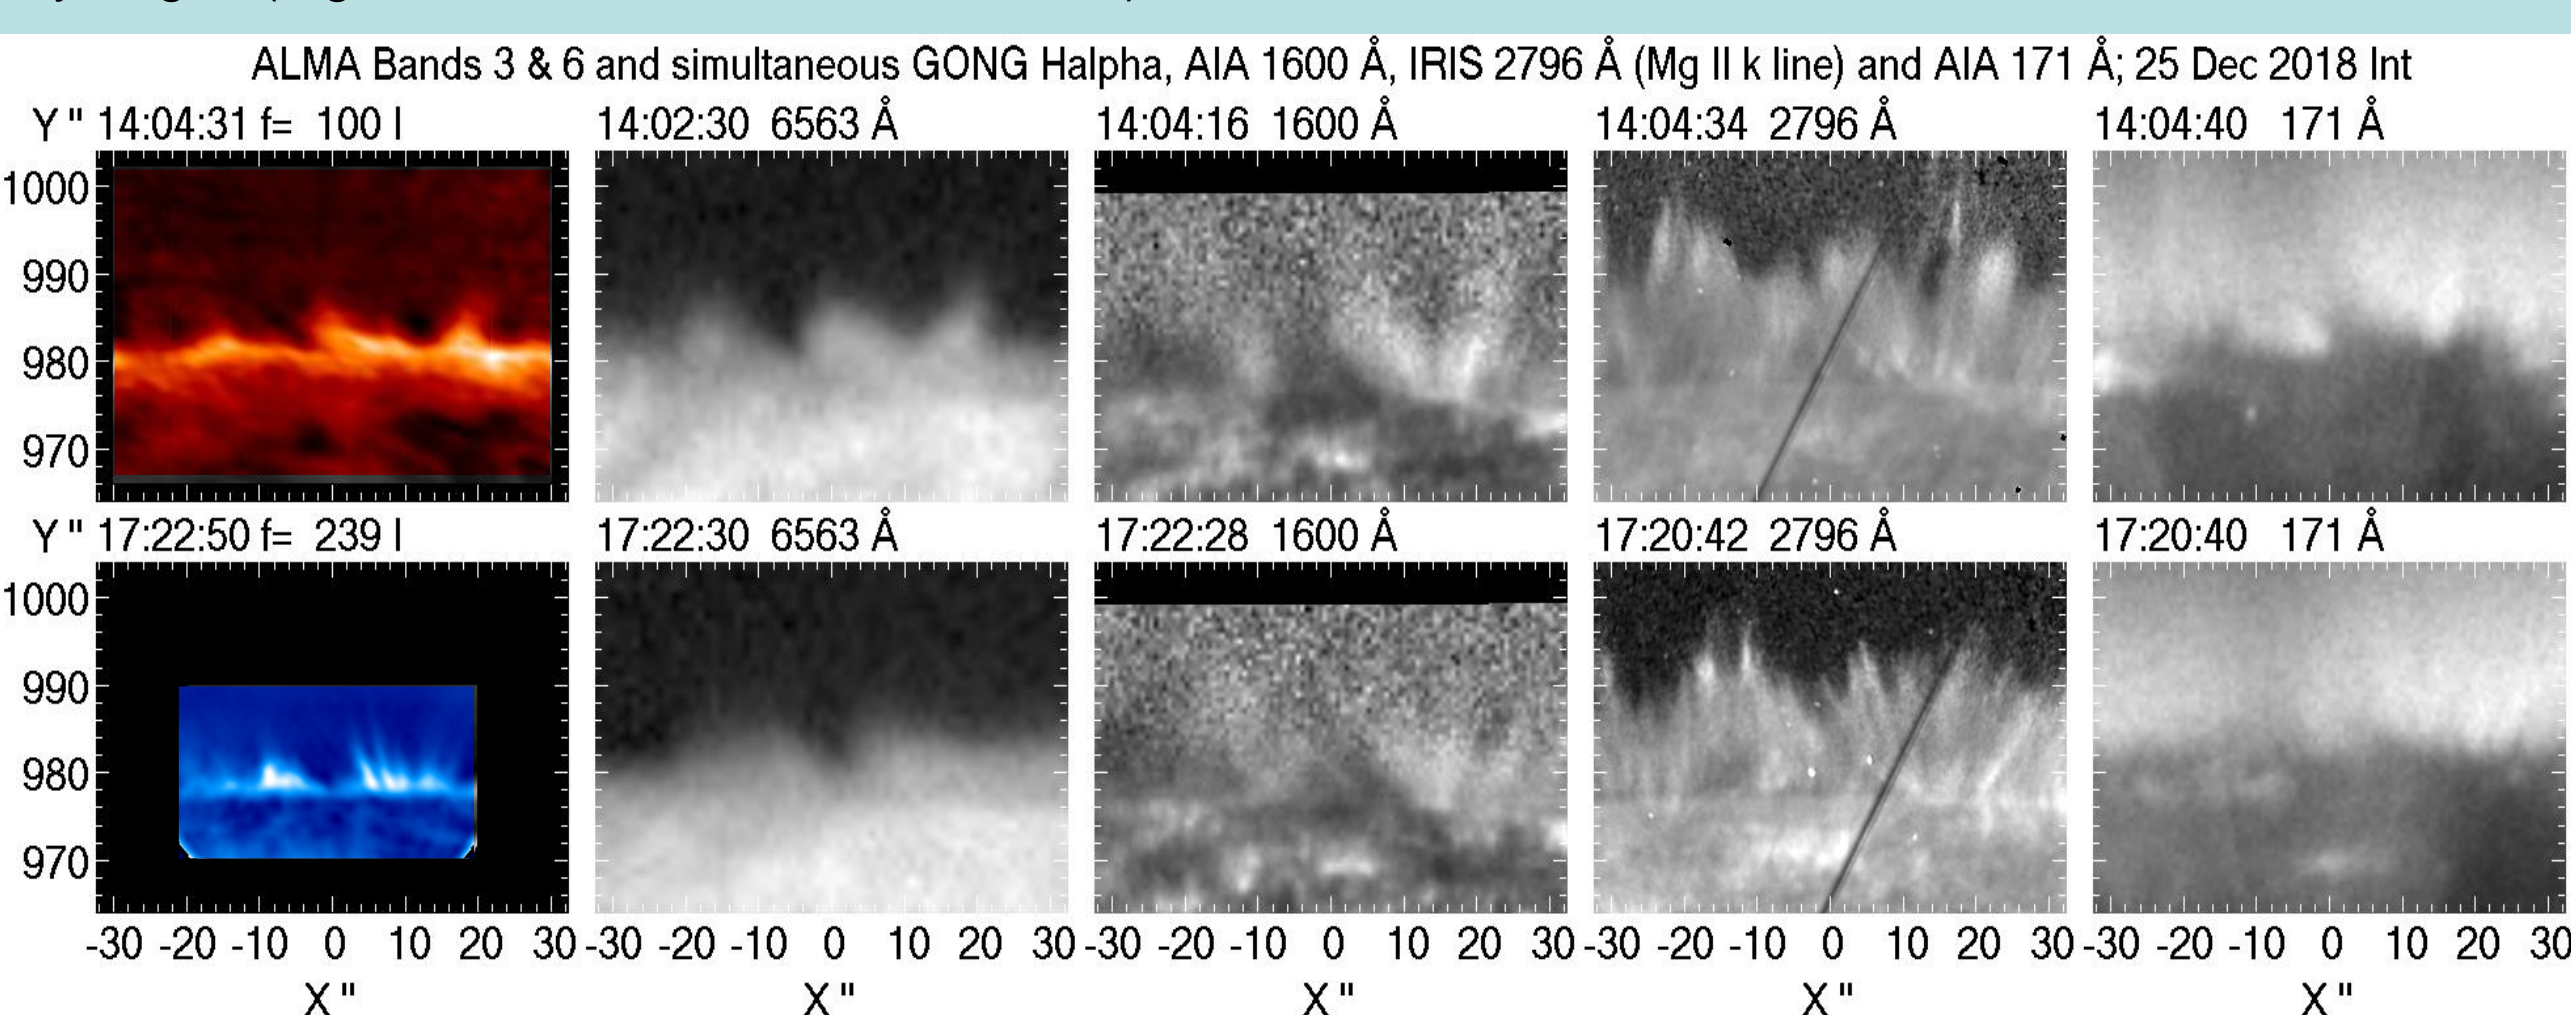 ALMA Bands 3 & 6 and simultaneous GONG Halpha, AIA 1600 Å, IRIS 2796 Å (Mg II k line) and AIA 171 Å; 25 Dec 2018 Int
Y " 14:04:31 f= 100 l 14:02:30 6563 Å 14:04:16 1600 Å 14:04:34 2796 Å 14:04:40 171 Å
1000
990
980
970
Y " 17:22:50 f= 239 l 17:22:30 6563 Å 17:22:28 1600 Å 17:20:42 2796 Å 17:20:40 171 Å
1000
990
980
970
-30 -20 -10 0 10 20 30 -30 -20 -10 0 10 20 30 -30 -20 -10 0 10 20 30 -30 -20 -10 0 10 20 30 -30 -20 -10 0 10 20 30
X " X " X " X " X "